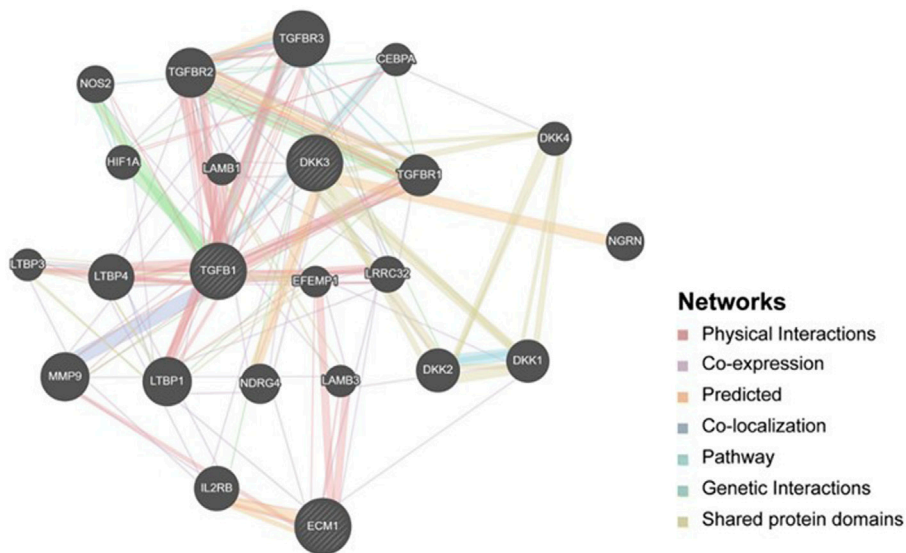 TGFBR3
CEBPA
TGFBR2
NOS2
DKK4
HIF1A
LAMB1
DKK3
TGFBR1
NGRN
LTBP3
LTBP4
TGFB1
EFEMP1
LRRC32
MMP9
LTBP1
NDRG4
LAMB3
DKK2
DKK1
IL2RB
ECM1
Networks
Physical Interactions
Co-expression
Predicted
Co-localization
Pathway
Genetic Interactions
Shared protein domains